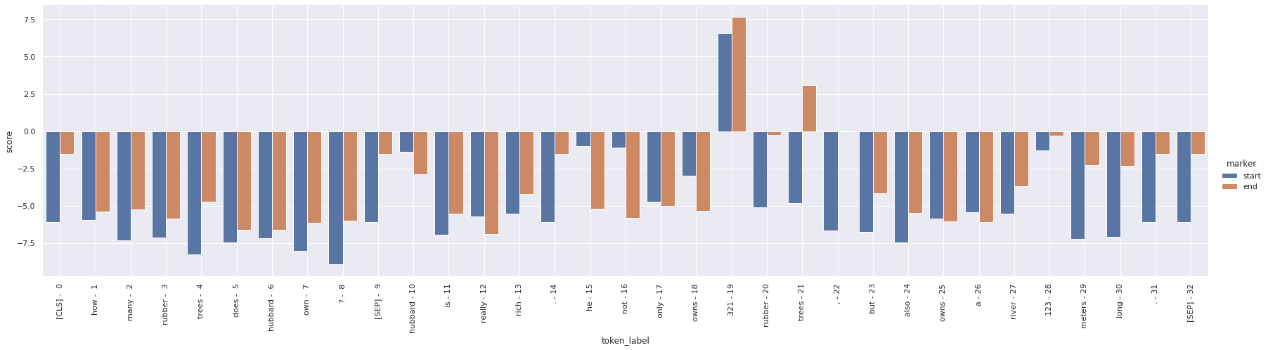 7.5
5.0
2.5
0.0
−2.5
−5.0
−7.5
score
[CLS] - 0
how - 1
many - 2
rubber - 3
trees - 4
does - 5
hubbard - 6
own - 7
? - 8
[SEP] - 9
hubbard - 10
is - 11
really - 12
rich - 13
. - 14
he - 15
not - 16
only - 17
owns - 18
321 - 19
rubber - 20
trees - 21
, - 22
but - 23
also - 24
owns - 25
a - 26
river - 27
123 - 28
meters - 29
long - 30
. - 31
[SEP] - 32
token_label
marker
start
end